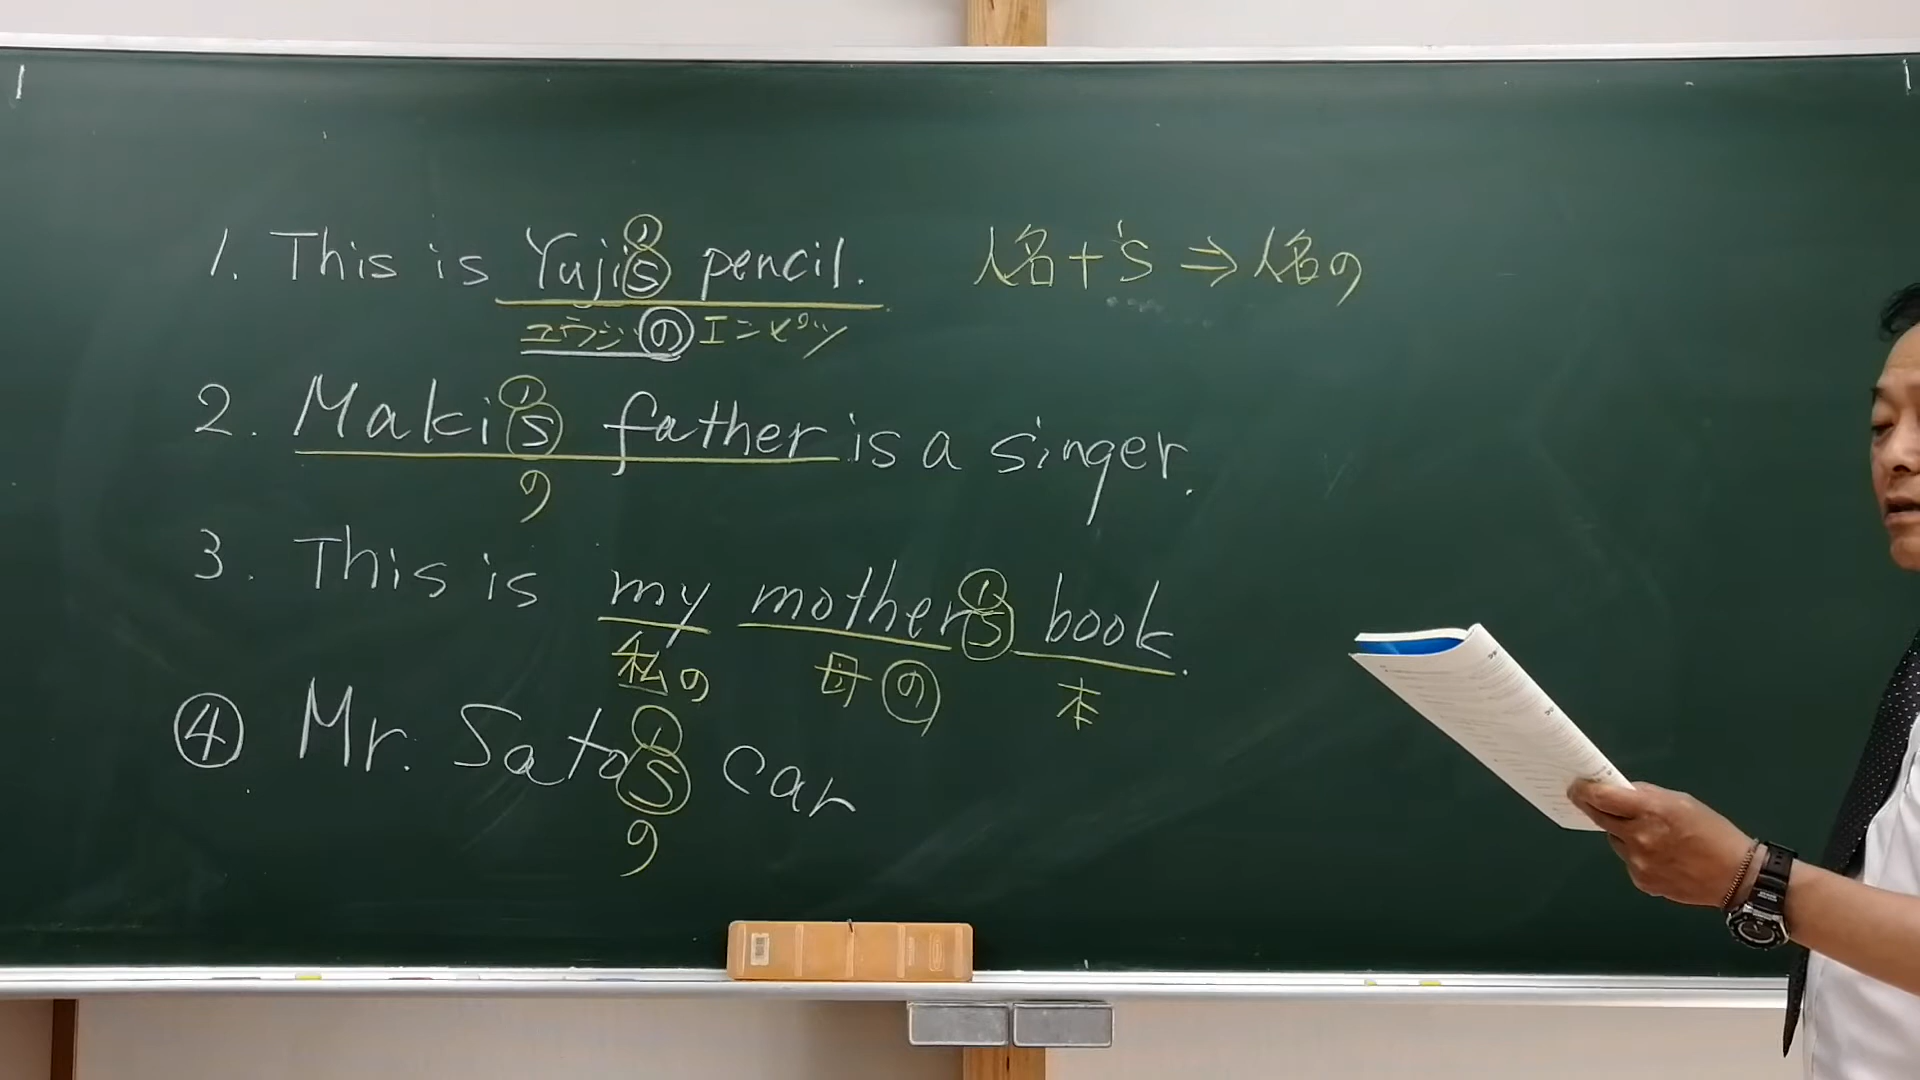 1. This is Yuji's pencil. 人名+'s ⇒ 人名の
ユウジのエンピツ
2. Maki's father is a singer.
の
3. This is my mother's book.
私の 母の 本
④ Mr. Sato's car
の